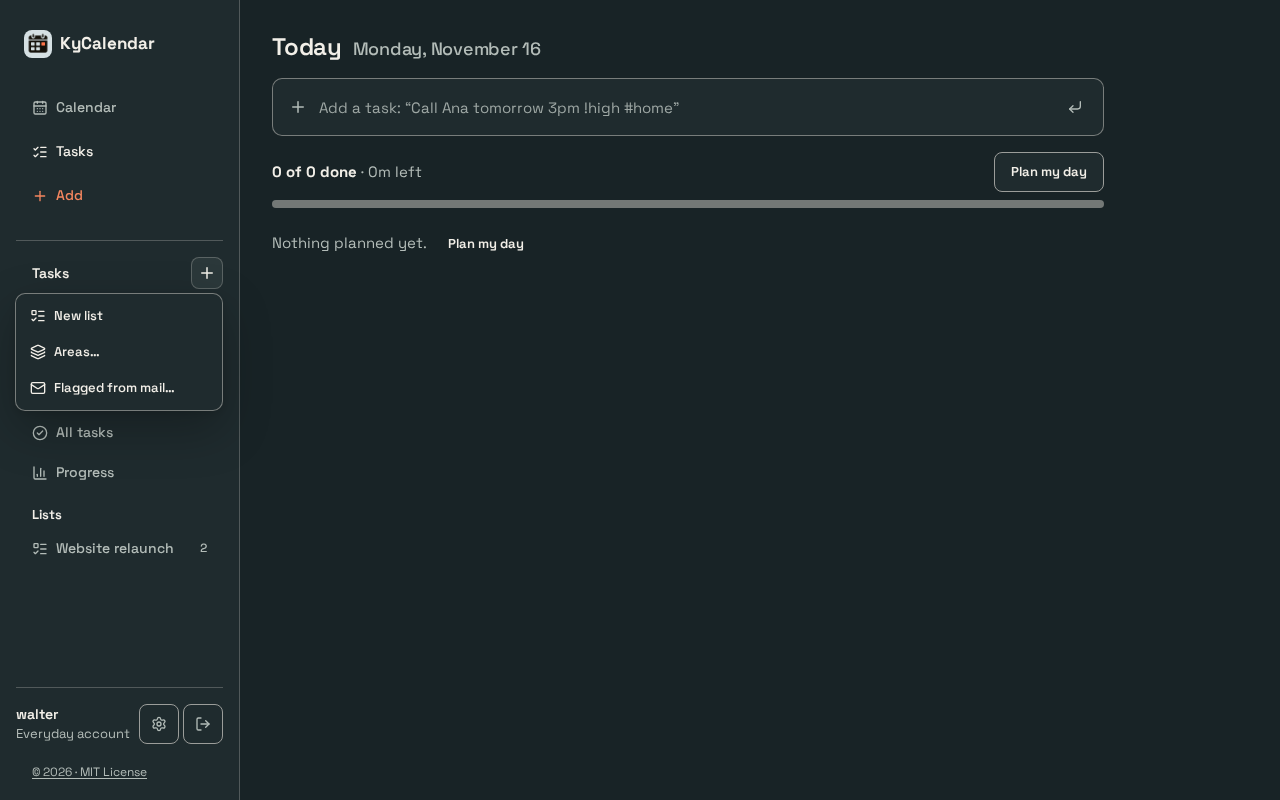 KyCalendar
Calendar
Tasks
Add
Tasks
New list
Areas...
Flagged from mail...
All tasks
Progress
Lists
Website relaunch 2
walter
Everyday account
© 2026 · MIT License
Today Monday, November 16
Add a task: “Call Ana tomorrow 3pm !high #home”
0 of 0 done · 0m left
Plan my day
Nothing planned yet. Plan my day